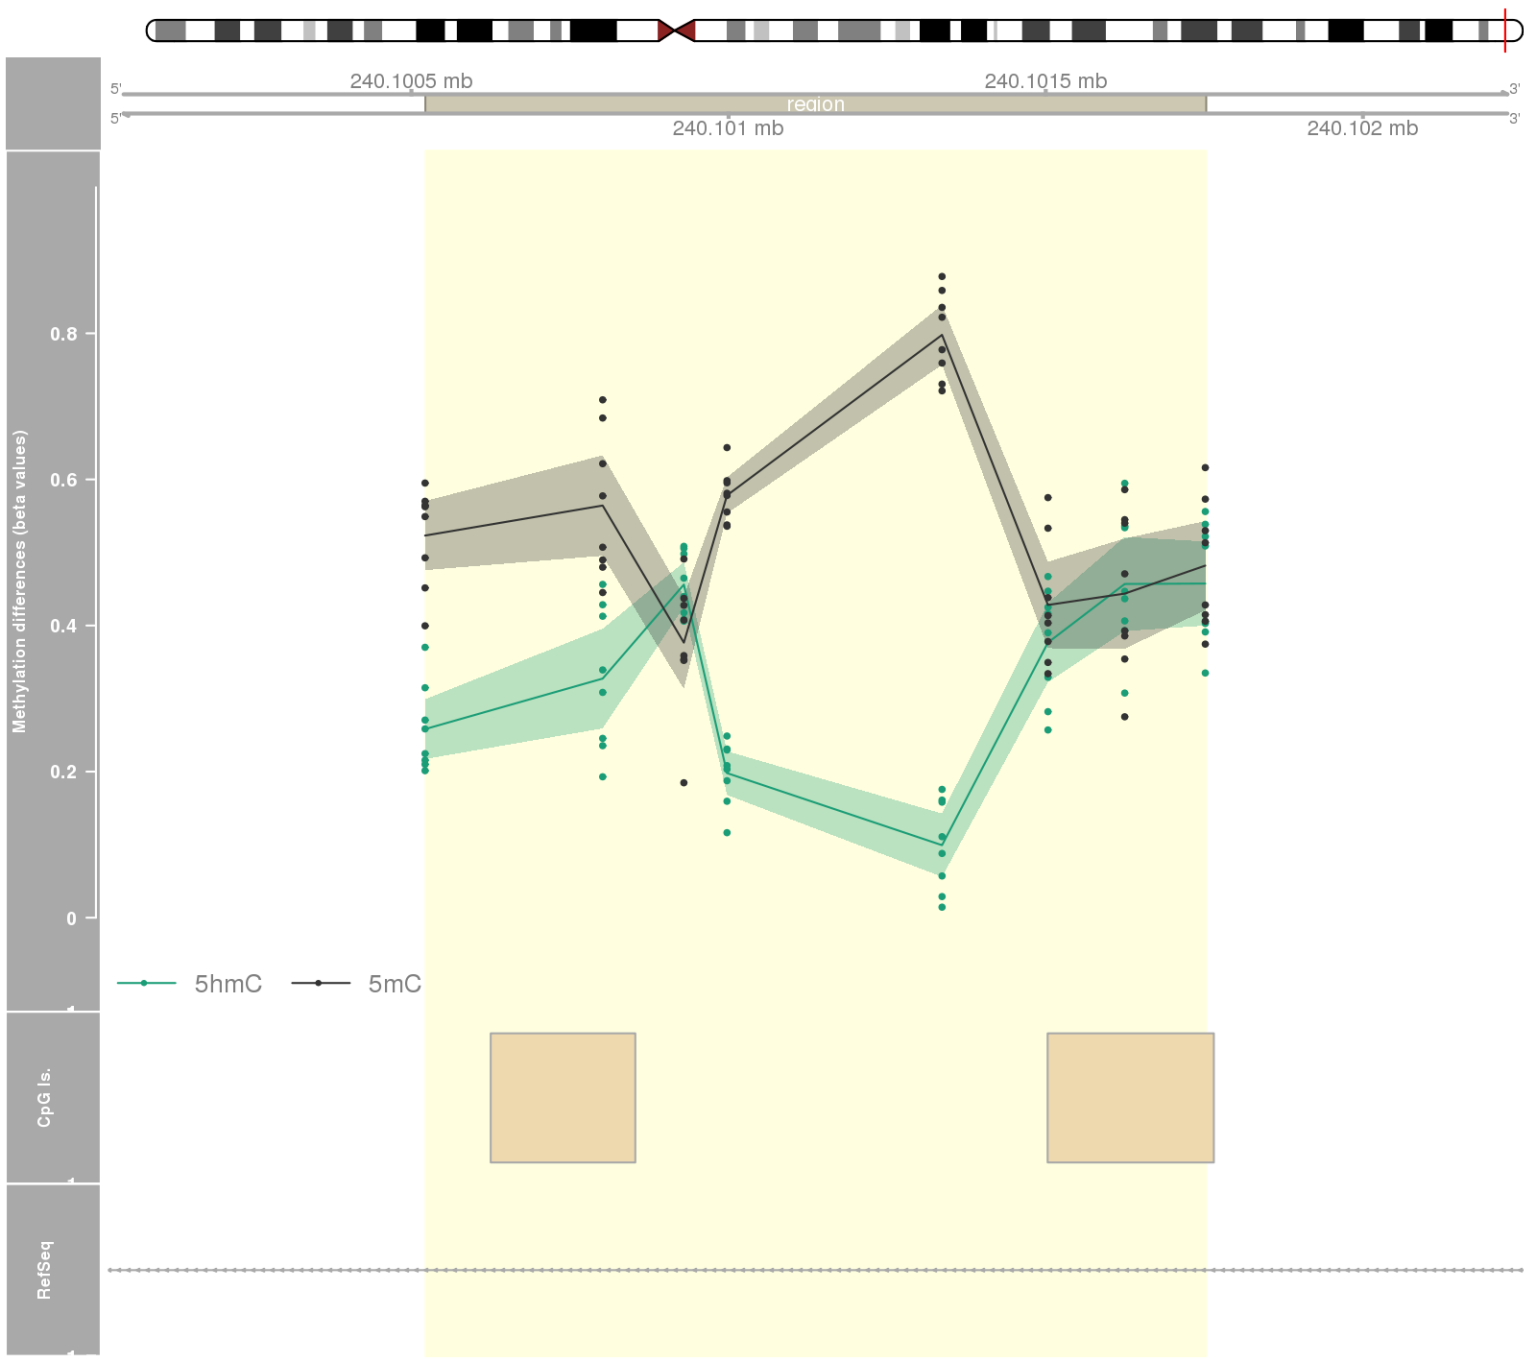 240.1005 mb
240.1015 mb
5'
3'
region
5'
3'
240.101 mb
240.102 mb
Methylation differences (beta values)
0.8
0.6
0.4
0.2
0
5hmC
5mC
CpG Is.
RefSeq